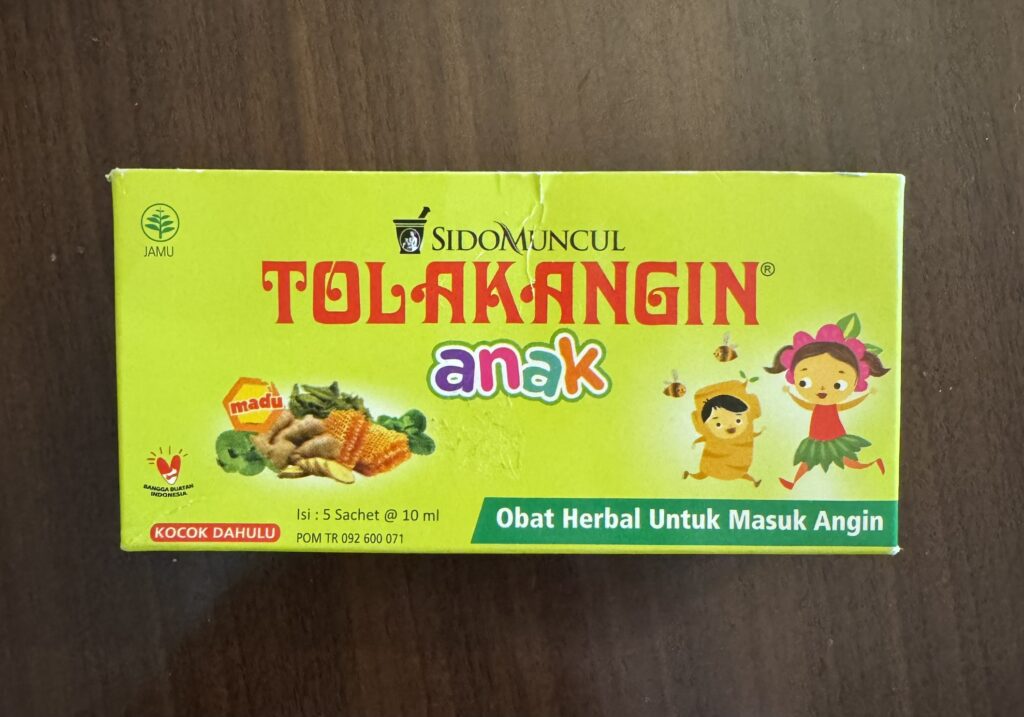 JAMU
SIDOMUNCUL
TOLAKANGIN®
anak
madu
BANGGA BUATAN
INDONESIA
KOCOK DAHULU
Isi : 5 Sachet @ 10 ml
POM TR 092 600 071
Obat Herbal Untuk Masuk Angin